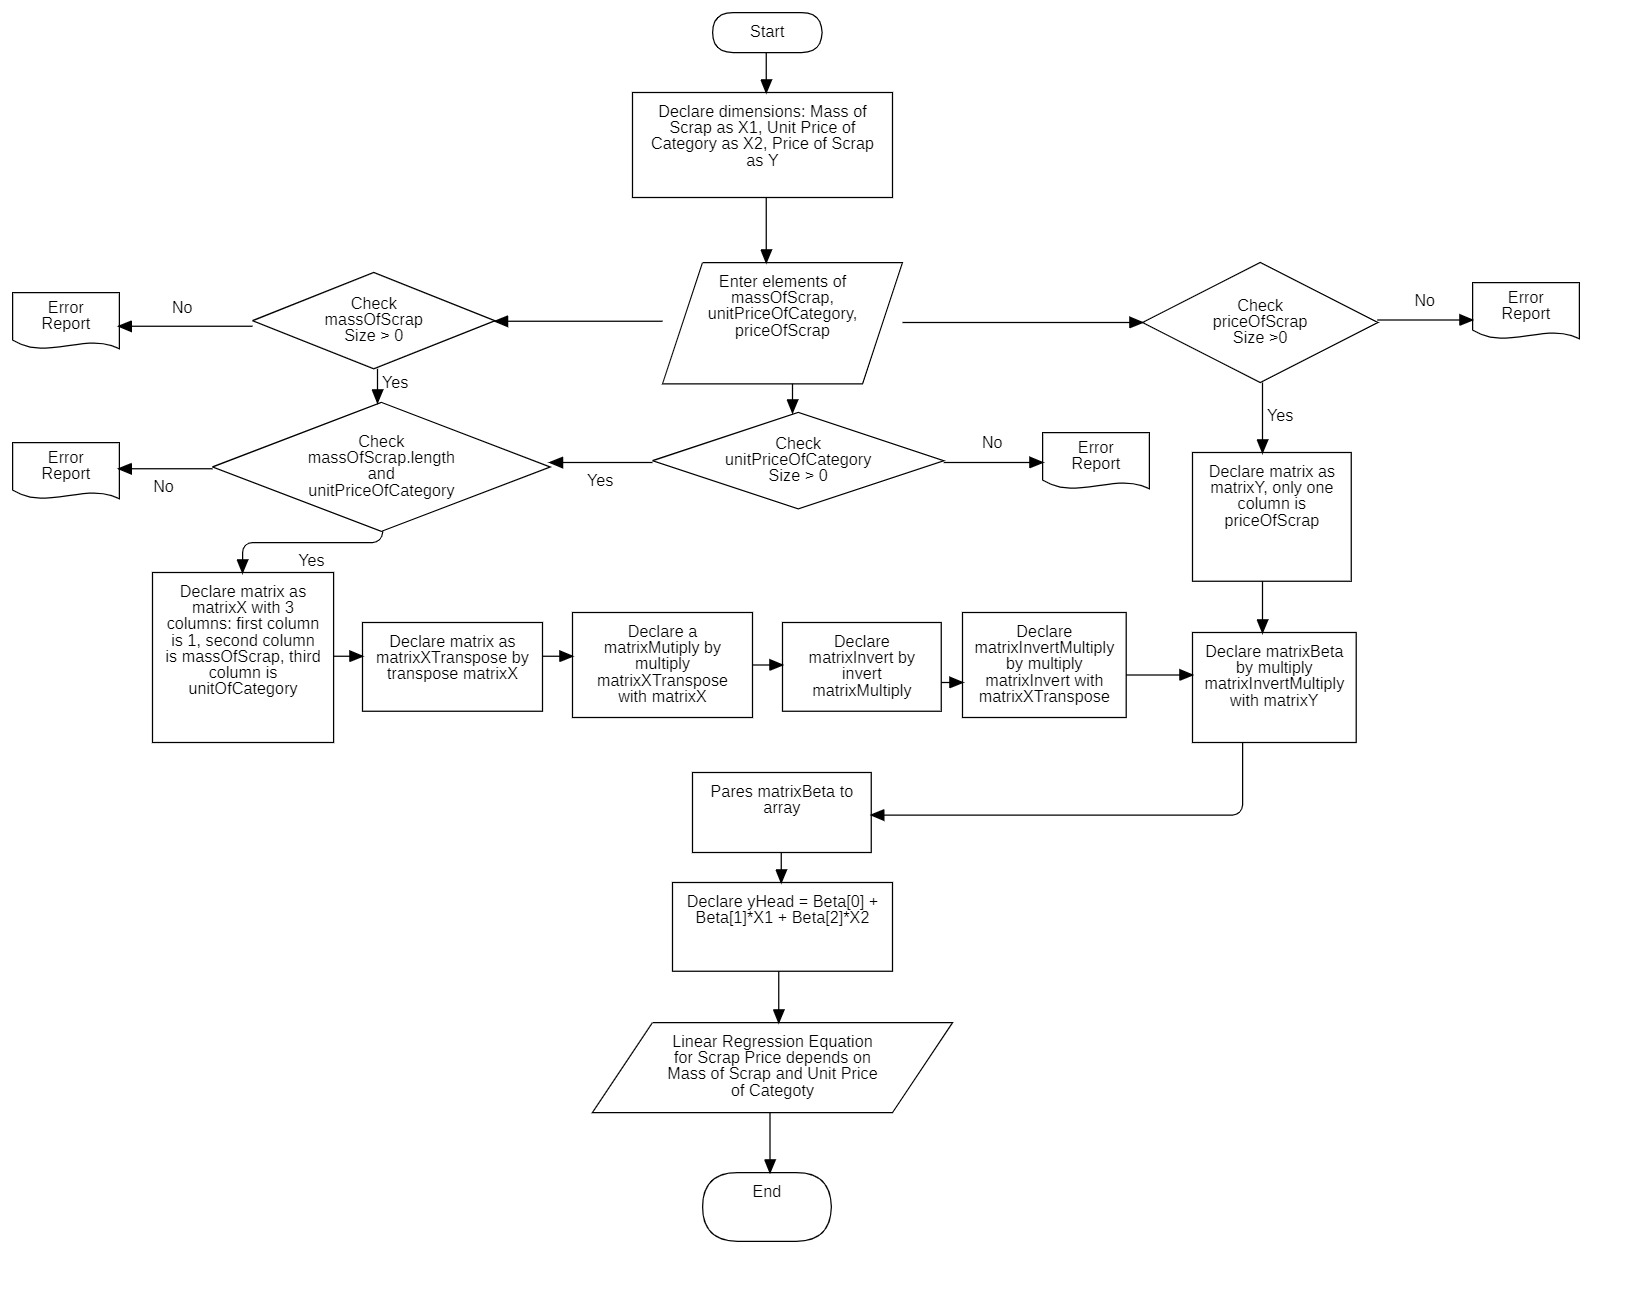 Start
Declare dimensions: Mass of
Scrap as X1, Unit Price of
Category as X2, Price of Scrap
as Y
Enter elements of
massOfScrap,
unitPriceOfCategory,
priceOfScrap
Error
Report
No
Check
massOfScrap
Size > 0
Check
priceOfScrap
Size >0
No
Error
Report
Yes
Yes
Error
Report
No
Check
massOfScrap.length
and
unitPriceOfCategory
Yes
Check
unitPriceOfCategory
Size > 0
No
Error
Report
Declare matrix as
matrixY, only one
column is
priceOfScrap
Yes
Declare matrix as
matrixX with 3
columns: first column
is 1, second column
is massOfScrap, third
column is
unitOfCategory
Declare matrix as
matrixXTranspose by
transpose matrixX
Declare a
matrixMutiply by
multiply
matrixXTranspose
with matrixX
Declare
matrixInvert by
invert
matrixMultiply
Declare
matrixInvertMultiply
by multiply
matrixInvert with
matrixXTranspose
Declare matrixBeta
by multiply
matrixInvertMultiply
with matrixY
Pares matrixBeta to
array
Declare yHead = Beta[0] +
Beta[1]*X1 + Beta[2]*X2
Linear Regression Equation
for Scrap Price depends on
Mass of Scrap and Unit Price
of Categoty
End